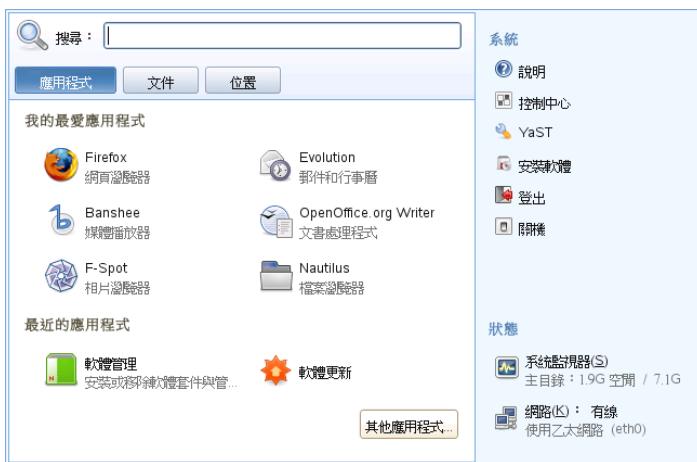 搜尋：
應用程式
文件
位置
我的最愛應用程式
Firefox
網頁瀏覽器
Evolution
郵件和行事曆
Banshee
媒體播放器
OpenOffice.org Writer
文書處理程式
F-Spot
相片瀏覽器
Nautilus
檔案瀏覽器
最近的應用程式
軟體管理
安裝或移除軟體套件與管...
軟體更新
其他應用程式...
系統
說明
控制中心
YaST
安裝軟體
登出
關機
狀態
系統監視器(S)
主目錄：1.9G 空閒 / 7.1G
網路(K)： 有線
使用乙太網路 (eth0)